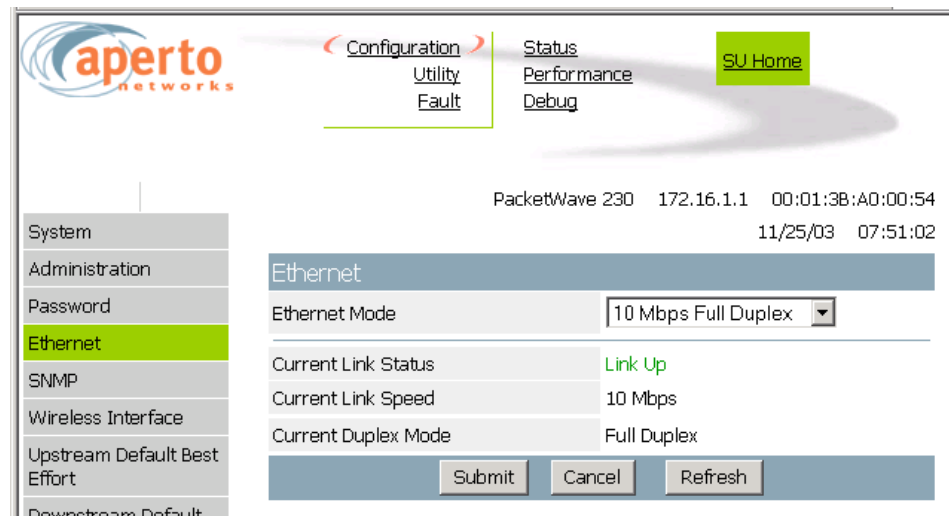 aperto
networks
Configuration
Utility
Fault
Status
Performance
Debug
SU Home
PacketWave 230 172.16.1.1 00:01:3B:A0:00:54
11/25/03 07:51:02
System
Administration
Password
Ethernet
SNMP
Wireless Interface
Upstream Default Best
Effort
Downstream Default
Ethernet
Ethernet Mode 10 Mbps Full Duplex
Current Link Status Link Up
Current Link Speed 10 Mbps
Current Duplex Mode Full Duplex
Submit Cancel Refresh